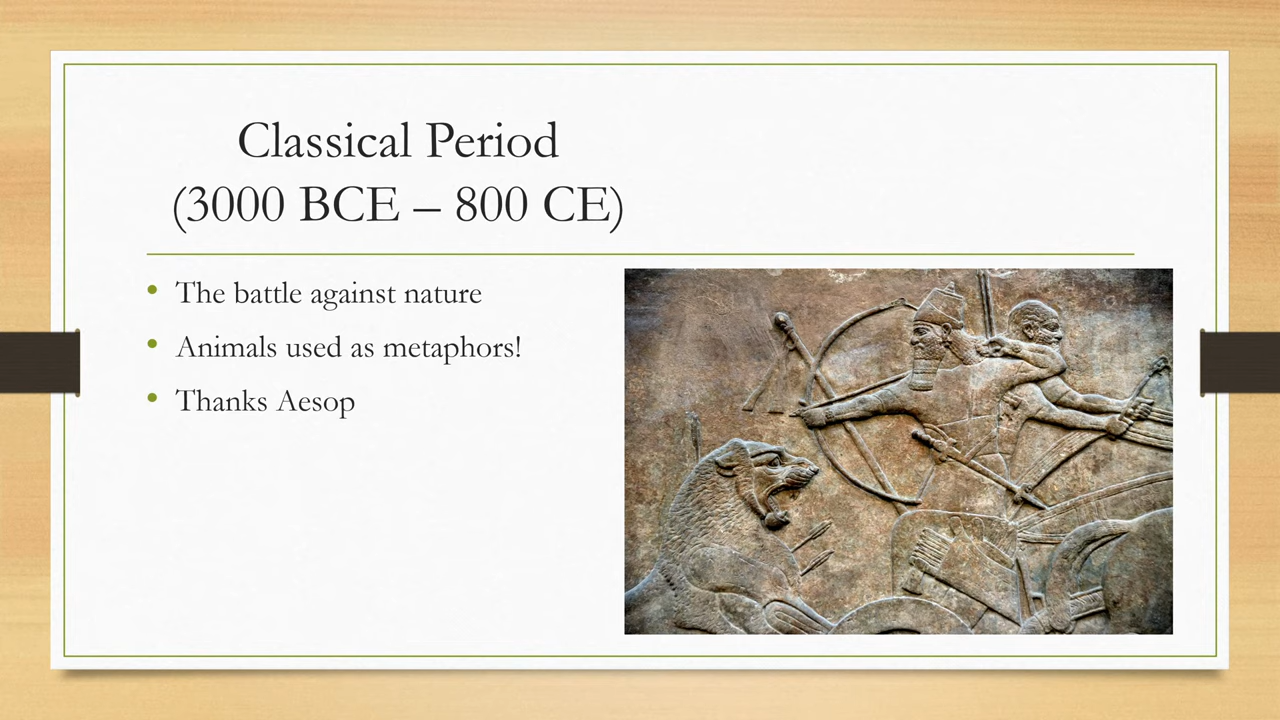 Classical Period
(3000 BCE – 800 CE)
The battle against nature
Animals used as metaphors!
Thanks Aesop